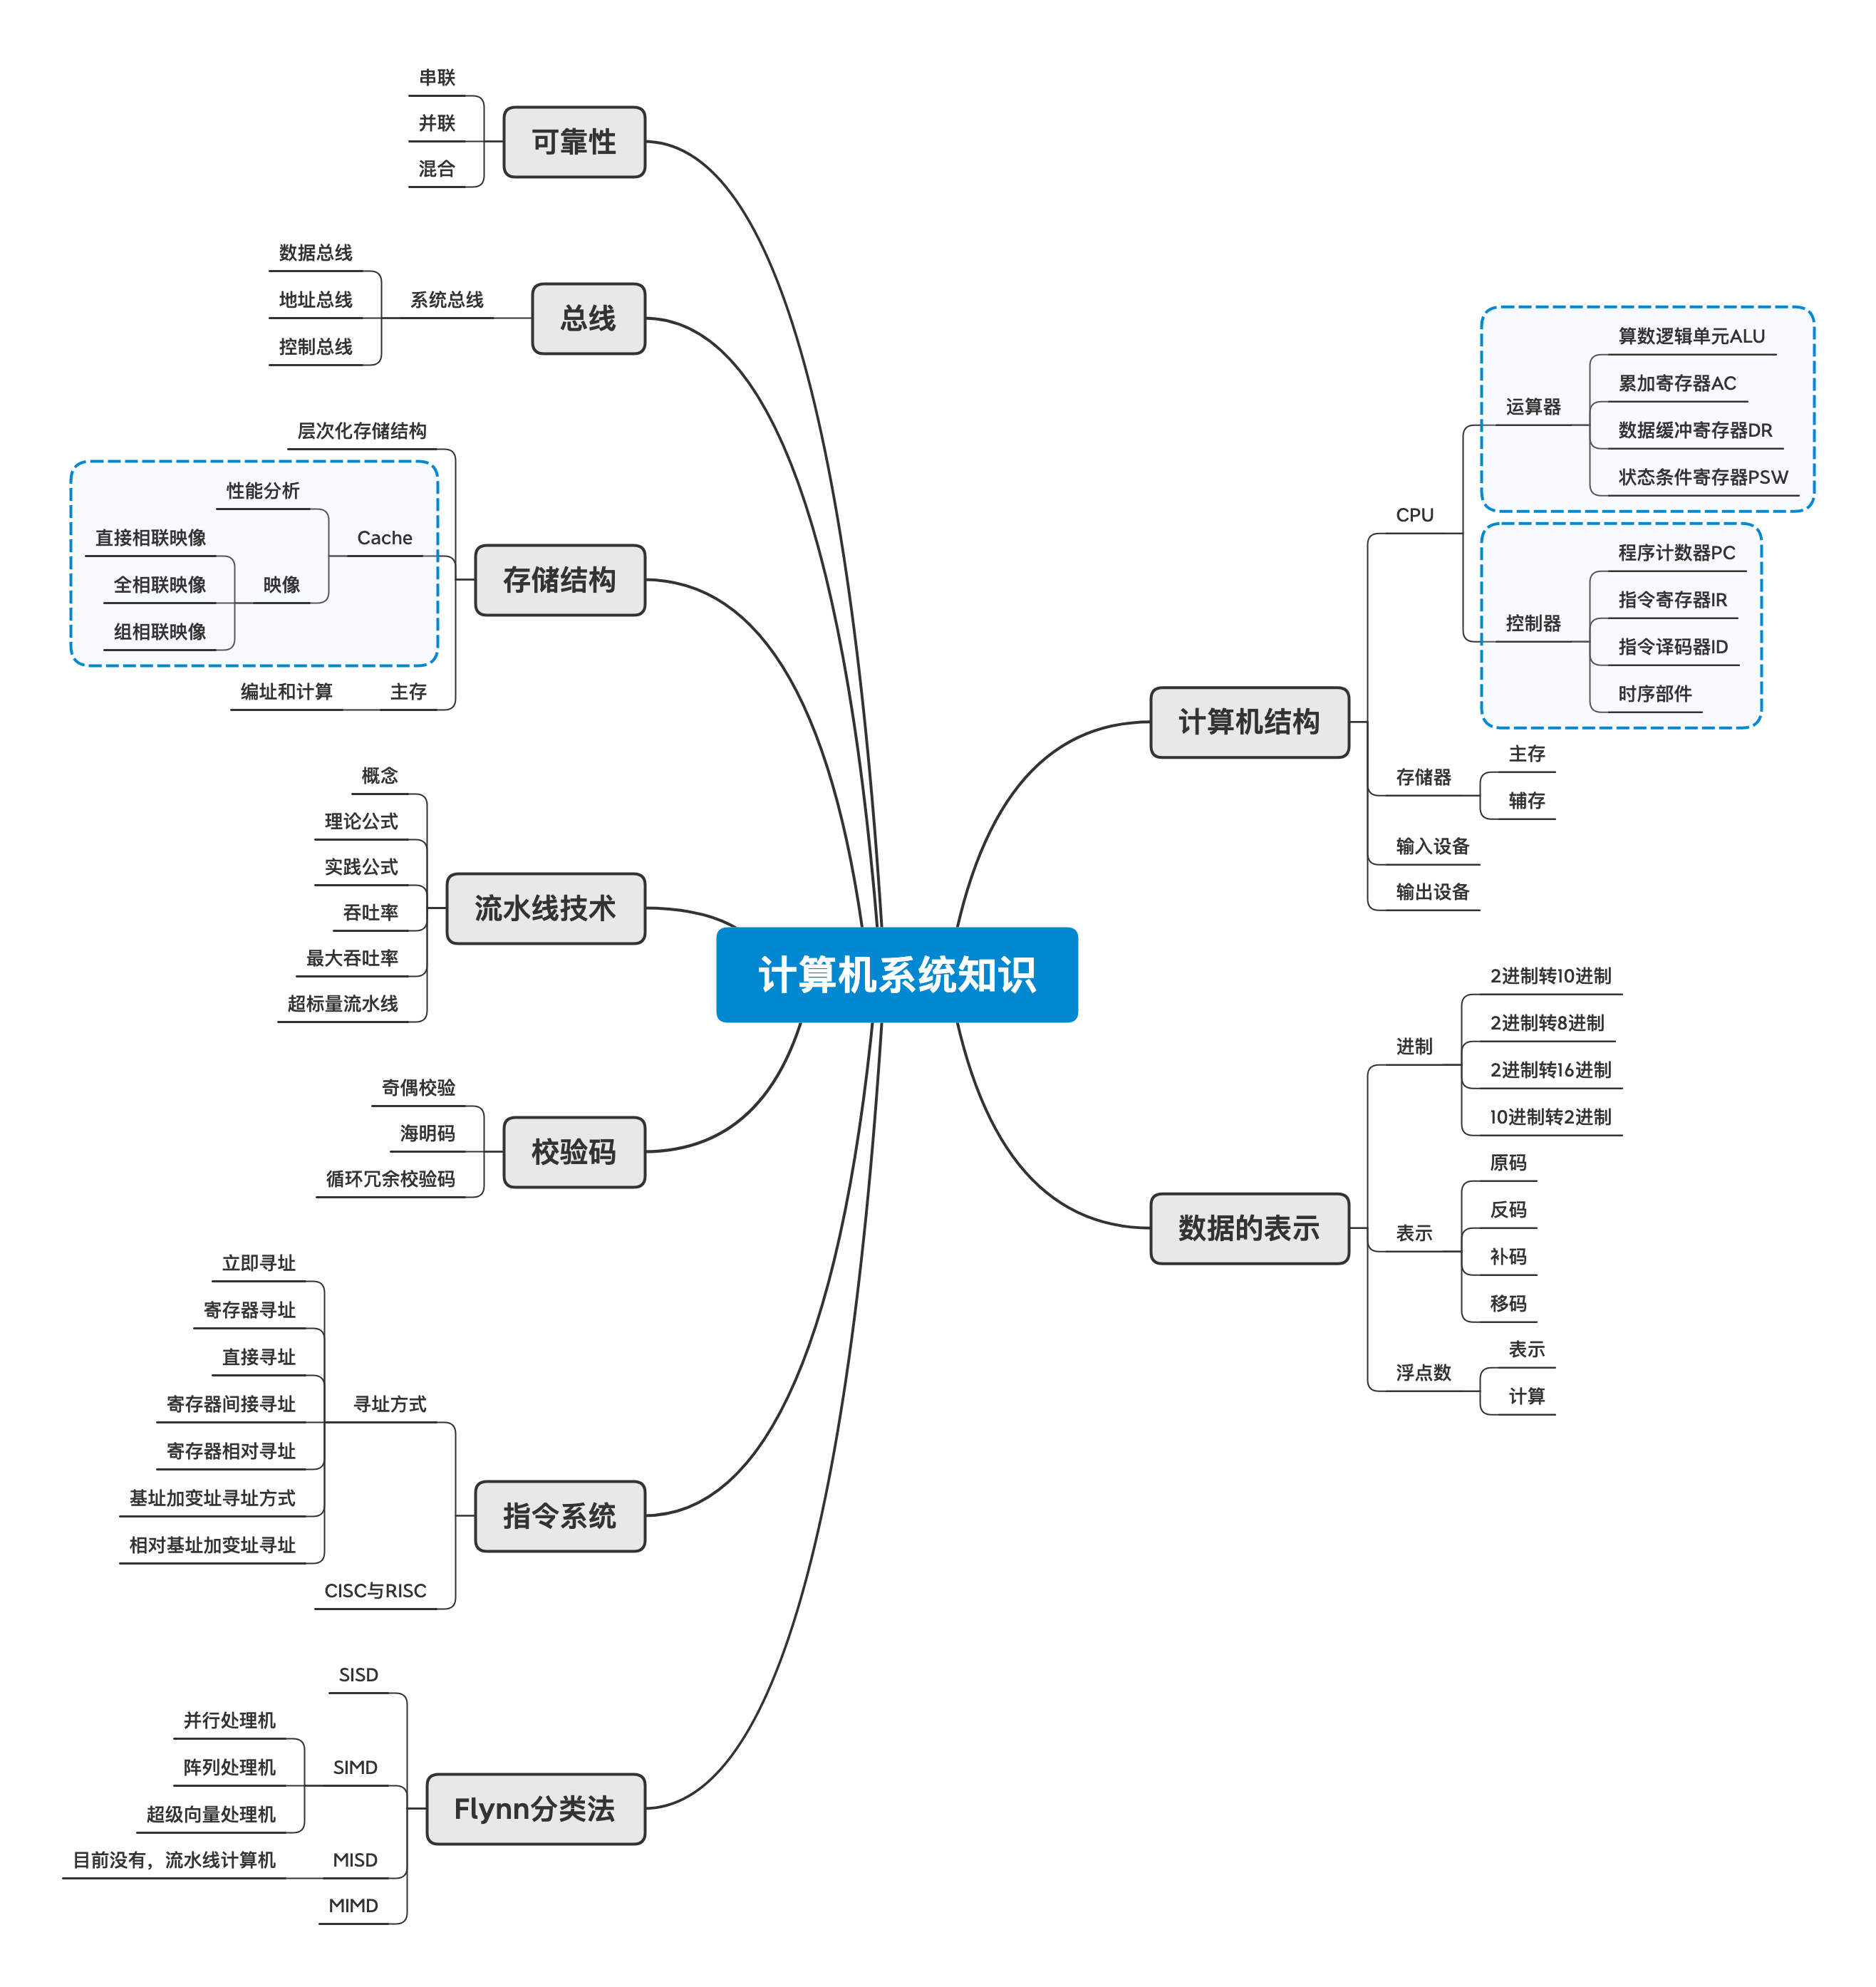 计算机系统知识
可靠性
串联
并联
混合
总线
系统总线
数据总线
地址总线
控制总线
存储结构
层次化存储结构
Cache
性能分析
映像
直接相联映像
全相联映像
组相联映像
主存
编址和计算
流水线技术
概念
理论公式
实践公式
吞吐率
最大吞吐率
超标量流水线
校验码
奇偶校验
海明码
循环冗余校验码
指令系统
寻址方式
立即寻址
寄存器寻址
直接寻址
寄存器间接寻址
寄存器相对寻址
基址加变址寻址方式
相对基址加变址寻址
CISC与RISC
Flynn分类法
SISD
SIMD
并行处理机
阵列处理机
超级向量处理机
MISD
目前没有，流水线计算机
MIMD
计算机结构
CPU
运算器
算数逻辑单元ALU
累加寄存器AC
数据缓冲寄存器DR
状态条件寄存器PSW
控制器
程序计数器PC
指令寄存器IR
指令译码器ID
时序部件
存储器
主存
辅存
输入设备
输出设备
数据的表示
进制
2进制转10进制
2进制转8进制
2进制转16进制
10进制转2进制
表示
原码
反码
补码
移码
浮点数
表示
计算